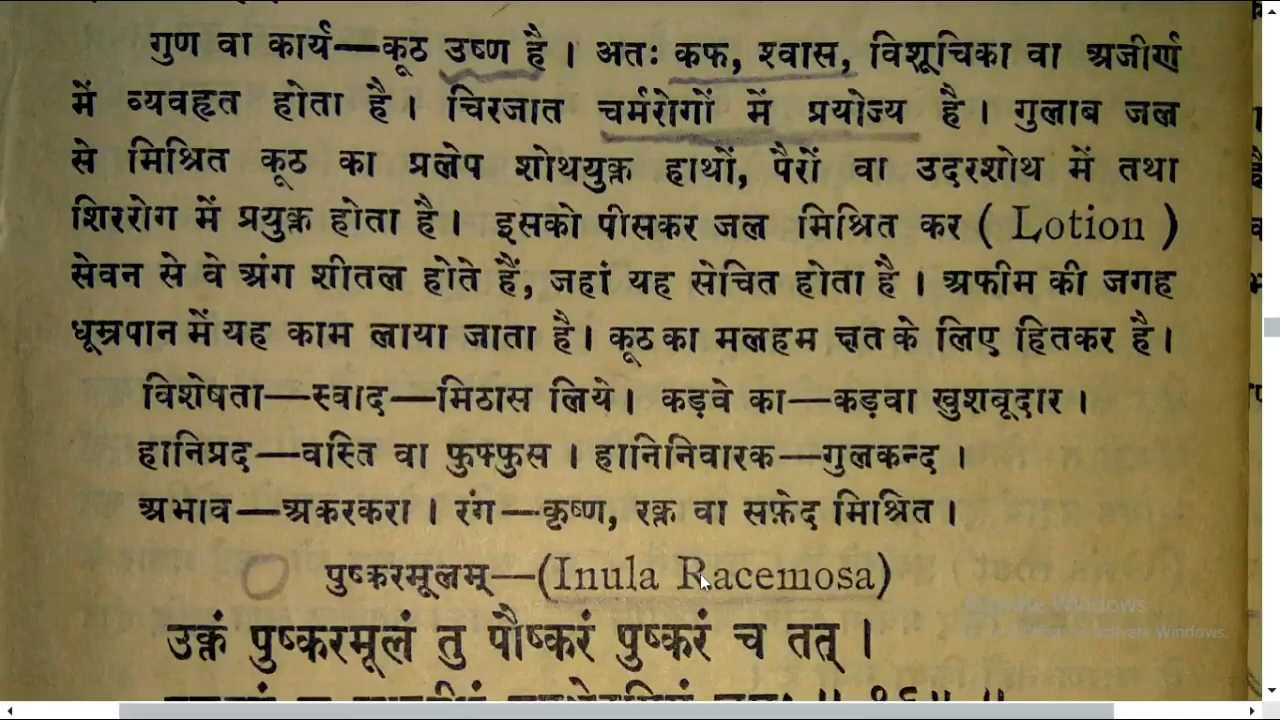 गुण वा कार्य—कूठ उष्ण है । अतः कफ, श्वास, विशूचिका वा अजीर्ण
में व्यवहृत होता है । चिरजात चर्मरोगों में प्रयोज्य है । गुलाब जल
से मिश्रित कूठ का प्रलेप शोथयुक्त हाथों, पैरों वा उदरशोथ में तथा
शिररोग में प्रयुक्त होता है । इसको पीसकर जल मिश्रित कर ( Lotion )
सेवन से वे अंग शीतल होते हैं, जहां यह सेचित होता है । अफीम की जगह
धूम्रपान में यह काम लाया जाता है । कूठ का मलहम क्षत के लिए हितकर है ।
विशेषता—स्वाद—मिठास लिये । कड़वे का—कड़वा खुशबूदार ।
हानिप्रद—वस्ति वा फुफ्फुस । हानिनिवारक—गुलकन्द ।
अभाव—अकरकरा । रंग—कृष्ण, रक्त वा सफ़ेद मिश्रित ।
पुष्करमूलम्—(Inula Racemosa)
उक्तं पुष्करमूलं तु पौष्करं पुष्करं च तत् ।